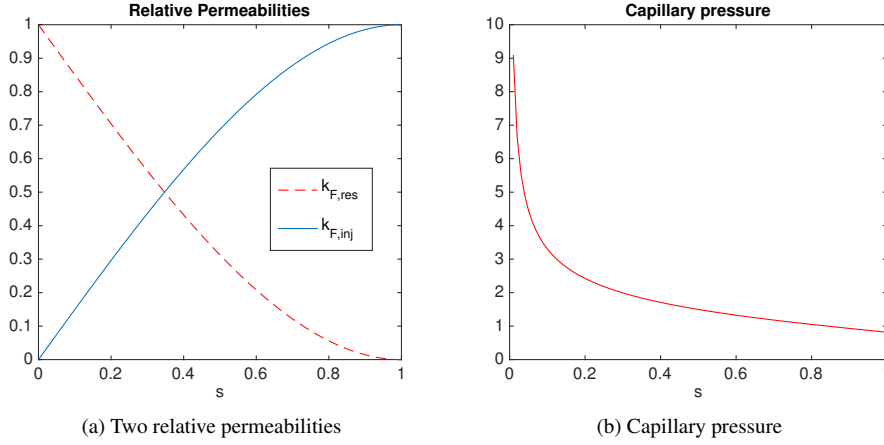 Relative Permeabilities
1
0.9
0.8
0.7
0.6
0.5
0.4
0.3
0.2
0.1
0
k_F,res
k_F,inj
0 0.2 0.4 0.6 0.8 1
s
(a) Two relative permeabilities
Capillary pressure
10
9
8
7
6
5
4
3
2
1
0
0 0.2 0.4 0.6 0.8
s
(b) Capillary pressure